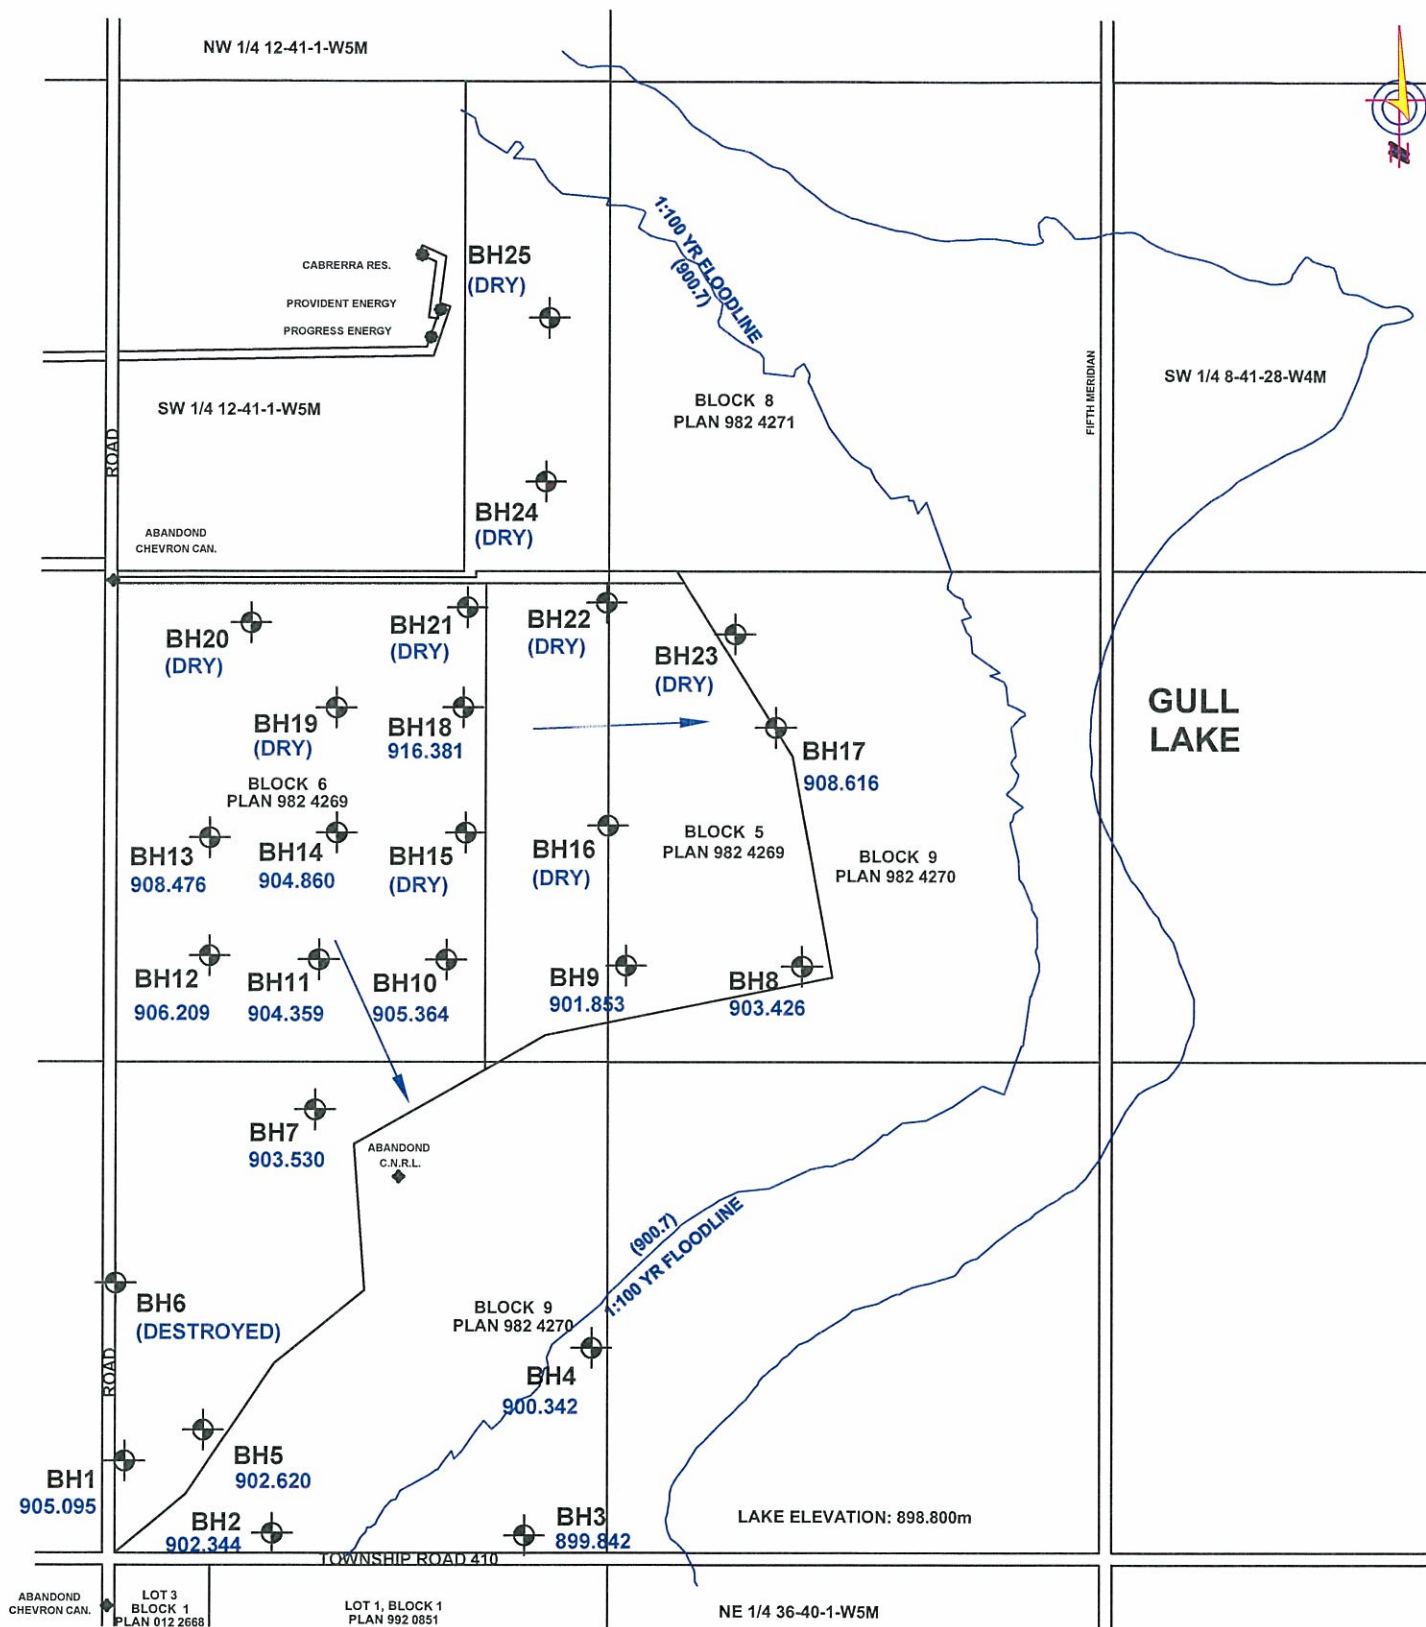 NW 1/4 12-41-1-W5M
N
1:100 YR FLOODLINE
(900.7)
BH25
(DRY)
CABRERRA RES.
PROVIDENT ENERGY
PROGRESS ENERGY
SW 1/4 12-41-1-W5M
BLOCK 8
PLAN 982 4271
FIFTH MERIDIAN
SW 1/4 8-41-28-W4M
ROAD
BH24
(DRY)
ABANDOND
CHEVRON CAN.
BH20
(DRY)
BH21
(DRY)
BH22
(DRY)
BH23
(DRY)
BH19
(DRY)
BH18
916.381
BH17
908.616
GULL
LAKE
BLOCK 6
PLAN 982 4269
BH13
908.476
BH14
904.860
BH15
(DRY)
BH16
(DRY)
BLOCK 5
PLAN 982 4269
BLOCK 9
PLAN 982 4270
BH12
906.209
BH11
904.359
BH10
905.364
BH9
901.853
BH8
903.426
BH7
903.530
ABANDOND
C.N.R.L.
(900.7)
1:100 YR FLOODLINE
BH6
(DESTROYED)
BLOCK 9
PLAN 982 4270
ROAD
BH4
900.342
BH5
902.620
BH1
905.095
BH2
902.344
BH3
899.842
LAKE ELEVATION: 898.800m
TOWNSHIP ROAD 410
ABANDOND
CHEVRON CAN.
LOT 3
BLOCK 1
PLAN 012 2668
LOT 1, BLOCK 1
PLAN 992 0851
NE 1/4 36-40-1-W5M